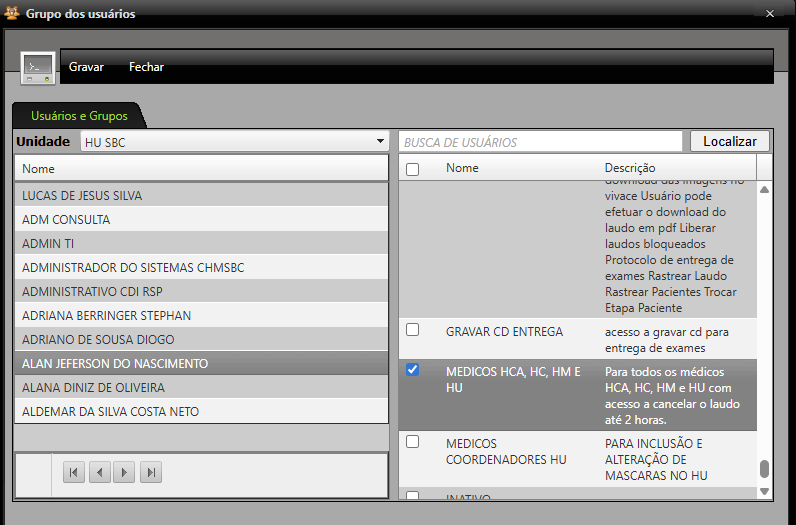 Grupo dos usuários
Gravar Fechar
Usuários e Grupos
Unidade HU SBC
Nome
LUCAS DE JESUS SILVA
ADM CONSULTA
ADMIN TI
ADMINISTRADOR DO SISTEMAS CHMSBC
ADMINISTRATIVO CDI RSP
ADRIANA BERRINGER STEPHAN
ADRIANO DE SOUSA DIOGO
ALAN JEFERSON DO NASCIMENTO
ALANA DINIZ DE OLIVEIRA
ALDEMAR DA SILVA COSTA NETO
BUSCA DE USUÁRIOS Localizar
Nome Descrição
download das imagens no
vivace Usuário pode
efetuar o download do
laudo em pdf Liberar
laudos bloqueados
Protocolo de entrega de
exames Rastrear Laudo
Rastrear Pacientes Trocar
Etapa Paciente
GRAVAR CD ENTREGA acesso a gravar cd para
entrega de exames
MEDICOS HCA, HC, HM E Para todos os médicos
HU HCA, HC, HM e HU com
acesso a cancelar o laudo
até 2 horas.
MEDICOS PARA INCLUSÃO E
COORDENADORES HU ALTERAÇÃO DE
MASCARAS NO HU
INATIVO